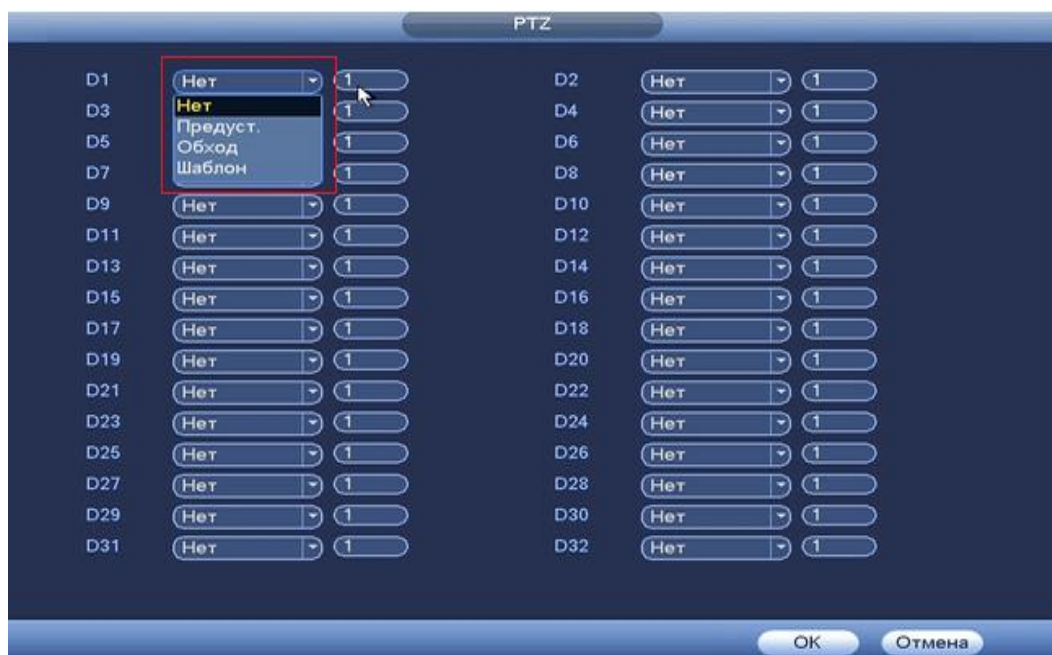 PTZ
D1 Нет 1 D2 Нет 1
Нет
D3 1 D4 Нет 1
Предуст.
D5 Обход 1 D6 Нет 1
D7 Шаблон 1 D8 Нет 1
D9 Нет 1 D10 Нет 1
D11 Нет 1 D12 Нет 1
D13 Нет 1 D14 Нет 1
D15 Нет 1 D16 Нет 1
D17 Нет 1 D18 Нет 1
D19 Нет 1 D20 Нет 1
D21 Нет 1 D22 Нет 1
D23 Нет 1 D24 Нет 1
D25 Нет 1 D26 Нет 1
D27 Нет 1 D28 Нет 1
D29 Нет 1 D30 Нет 1
D31 Нет 1 D32 Нет 1
OK Отмена